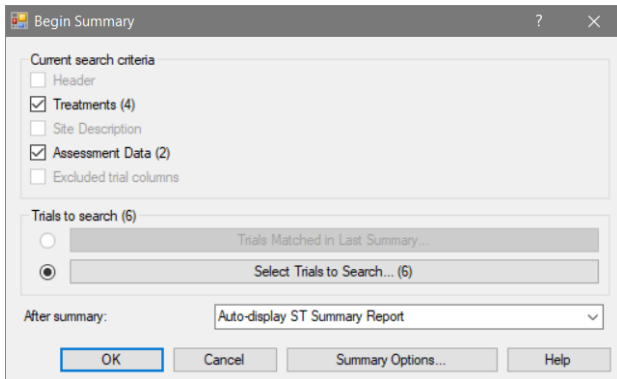 Begin Summary ?
Current search criteria
Header
Treatments (4)
Site Description
Assessment Data (2)
Excluded trial columns
Trials to search (6)
Trials Matched in Last Summary...
Select Trials to Search... (6)
After summary: Auto-display ST Summary Report
OK Cancel Summary Options... Help